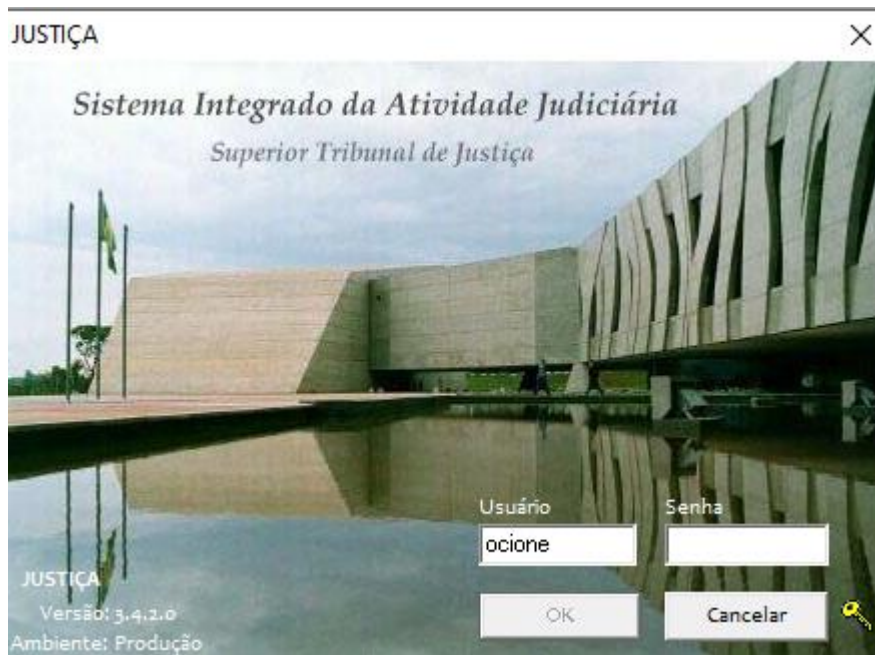 JUSTIÇA
Sistema Integrado da Atividade Judiciária
Superior Tribunal de Justiça
Usuário
Senha
ocione
JUSTIÇA
Versão: 3.4.2.0
OK
Cancelar
Ambiente: Produção